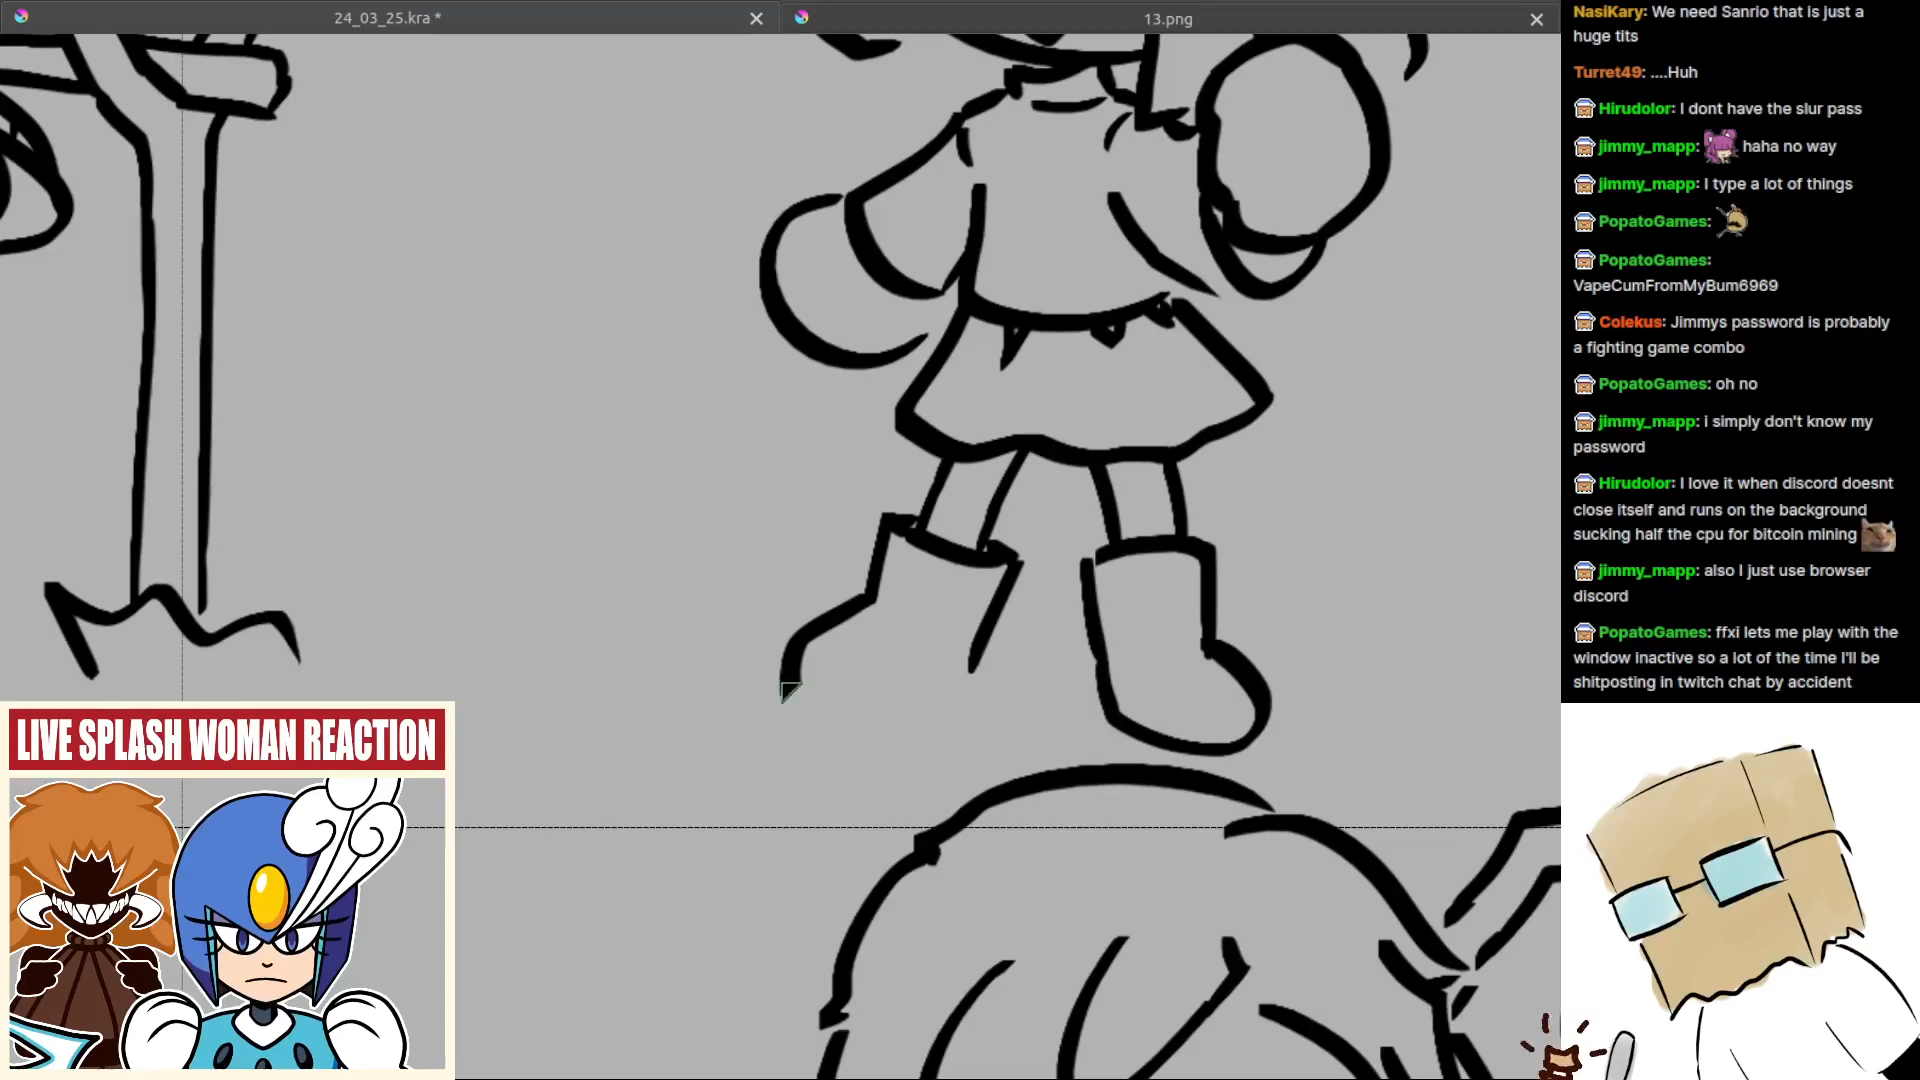 24_03_25.kra *
13.png
NasiKary: We need Sanrio that is just a
huge tits
Turret49: ....Huh
Hirudolor: I dont have the slur pass
jimmy_mapp: haha no way
jimmy_mapp: I type a lot of things
PopatoGames:
PopatoGames:
VapeCumFromMyBum6969
Colekus: Jimmys password is probably
a fighting game combo
PopatoGames: oh no
jimmy_mapp: i simply don't know my
password
Hirudolor: I love it when discord doesnt
close itself and runs on the background
sucking half the cpu for bitcoin mining
jimmy_mapp: also I just use browser
discord
PopatoGames: ffxi lets me play with the
window inactive so a lot of the time I'll be
shitposting in twitch chat by accident
LIVE SPLASH WOMAN REACTION